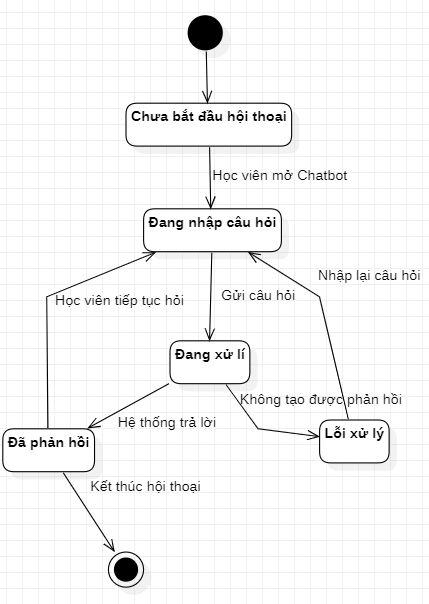 Chưa bắt đầu hội thoại
Học viên mở Chatbot
Đang nhập câu hỏi
Nhập lại câu hỏi
Học viên tiếp tục hỏi
Gửi câu hỏi
Đang xử lí
Không tạo được phản hồi
Hệ thống trả lời
Lỗi xử lý
Đã phản hồi
Kết thúc hội thoại